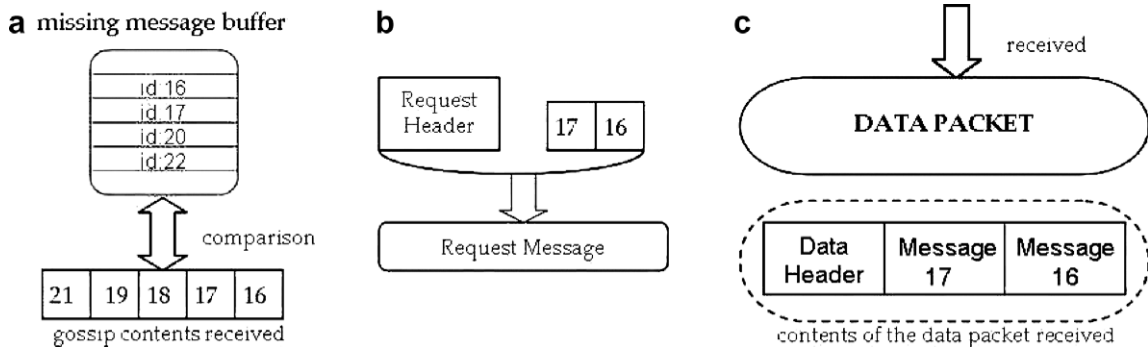 a missing message buffer
id:16
id:17
id:20
id:22
comparison
21 19 18 17 16
gossip contents received
b
Request
Header
17 16
Request Message
c
received
DATA PACKET
Data
Header
Message
17
Message
16
contents of the data packet received